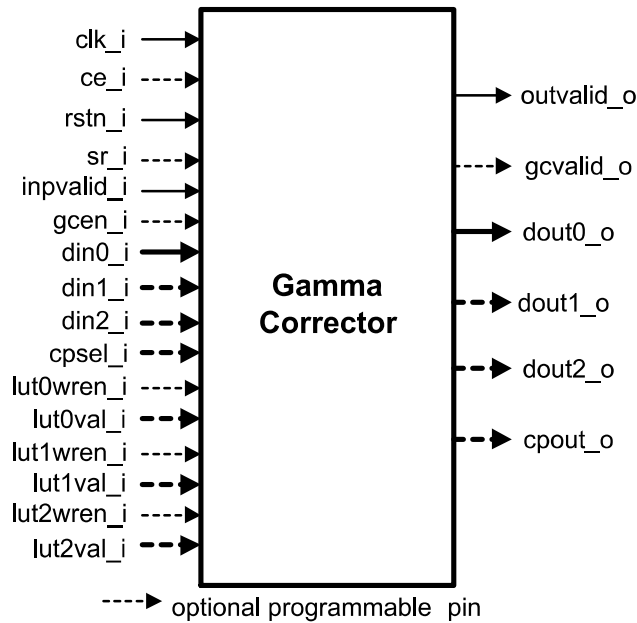 clk_i
ce_i
rstn_i
sr_i
inpvalid_i
gcen_i
din0_i
din1_i
din2_i
cpsel_i
lut0wren_i
lut0val_i
lut1wren_i
lut1val_i
lut2wren_i
lut2val_i
Gamma
Corrector
outvalid_o
gcvalid_o
dout0_o
dout1_o
dout2_o
cpout_o
optional programmable pin